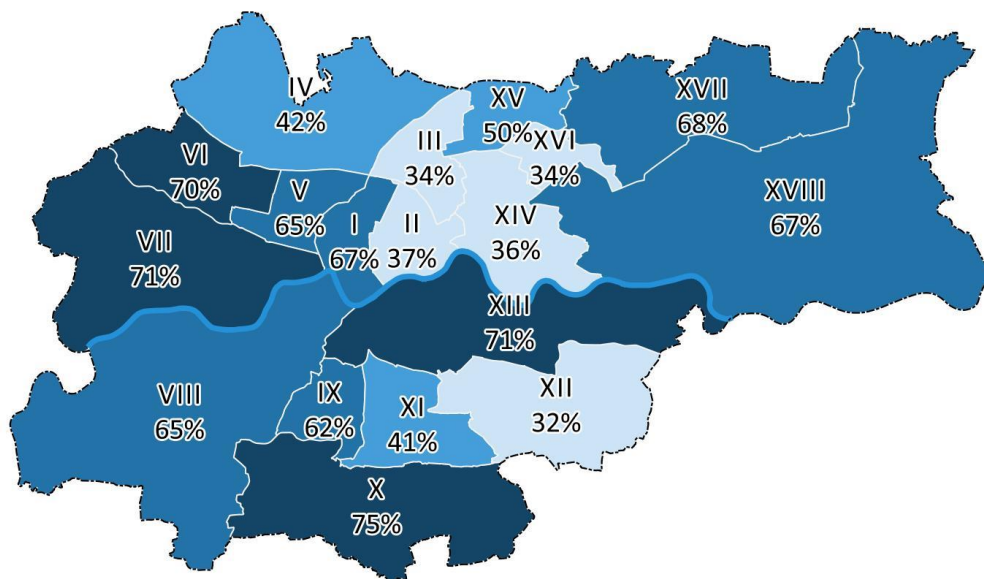 IV
42%
XV
50%
XVII
68%
III
34%
XVI
34%
VI
70%
V
65%
I
67%
II
37%
XIV
36%
XVIII
67%
VII
71%
XIII
71%
VIII
65%
IX
62%
XI
41%
XII
32%
X
75%